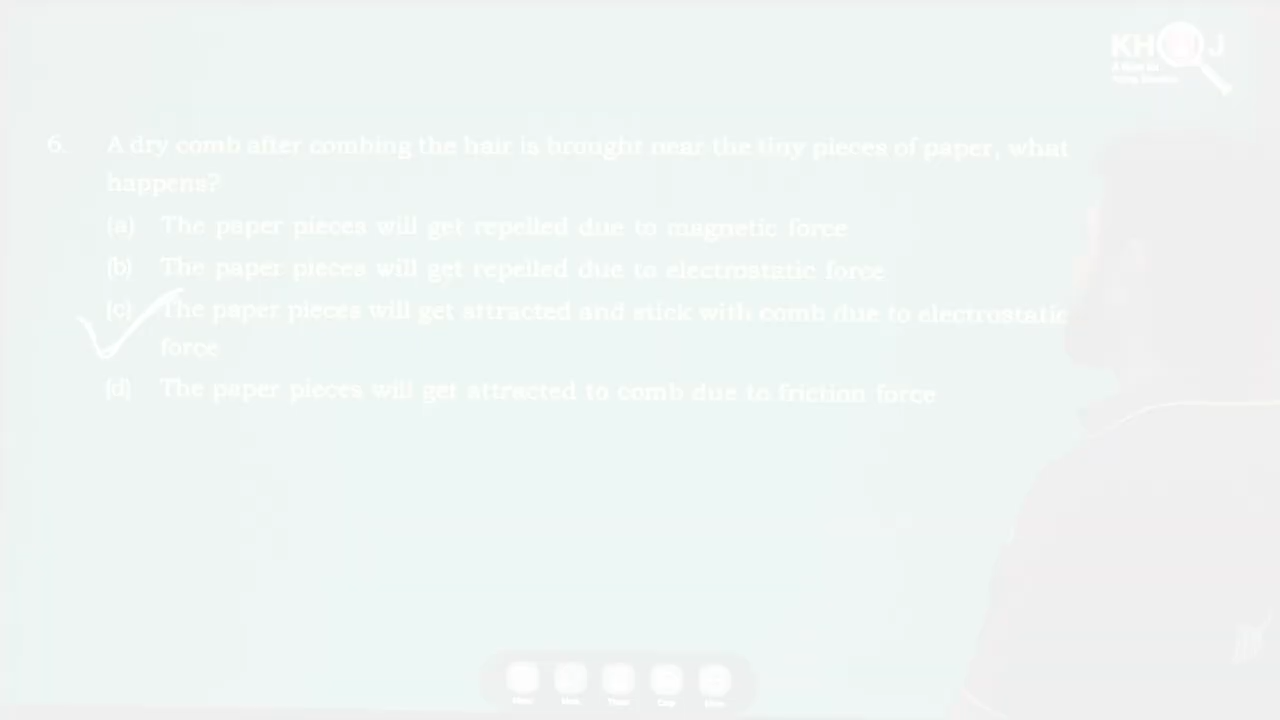 KH J
6. A dry comb after combing the hair is brought near the tiny pieces of paper, what
happens?
(a) The paper pieces will get repelled due to magnetic force
(b) The paper pieces will get repelled due to electrostatic force
(c) The paper pieces will get attracted and stick with comb due to electrostatic
force
(d) The paper pieces will get attracted to comb due to friction force